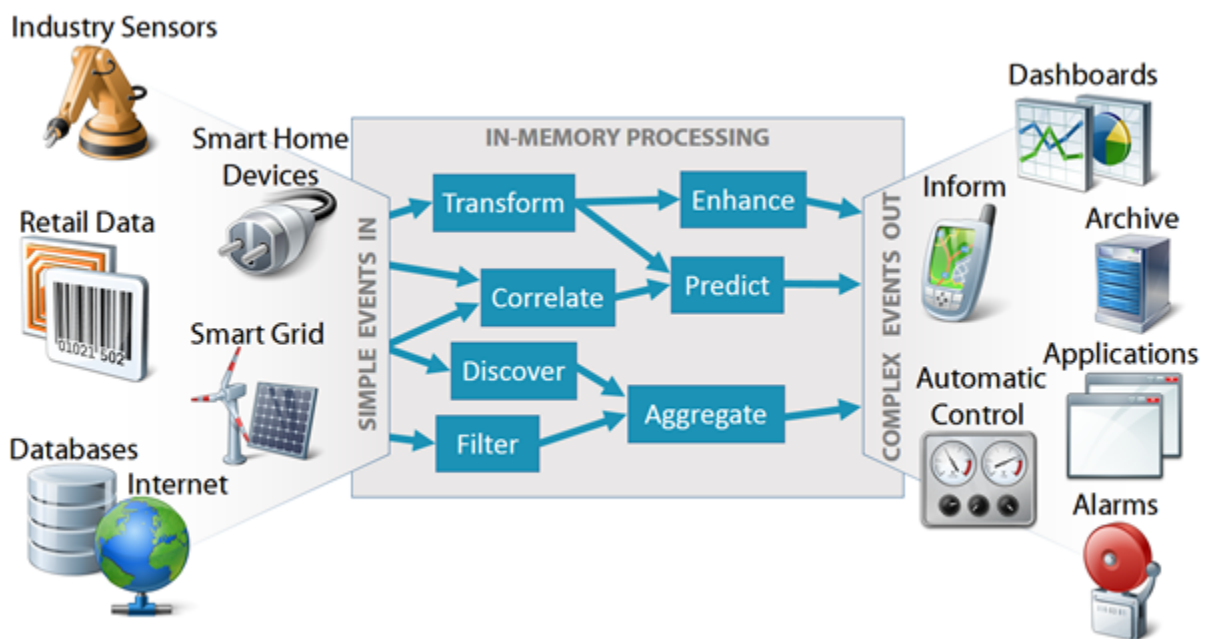 Industry Sensors
Smart Home
Devices
Retail Data
01021 502
Smart Grid
Databases
Internet
SIMPLE EVENTS IN
IN-MEMORY PROCESSING
Transform
Enhance
Correlate
Predict
Discover
Aggregate
Filter
COMPLEX EVENTS OUT
Dashboards
Inform
Archive
Applications
Automatic
Control
Alarms